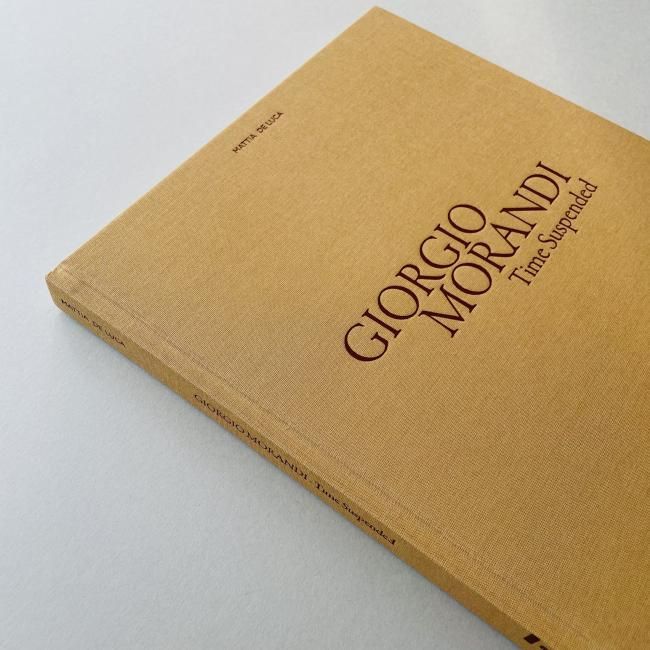 MATTIA DE LUCA
GIORGIO
MORANDI
Time Suspended
MATTIA DE LUCA
GIORGIO MORANDI - Time Suspended